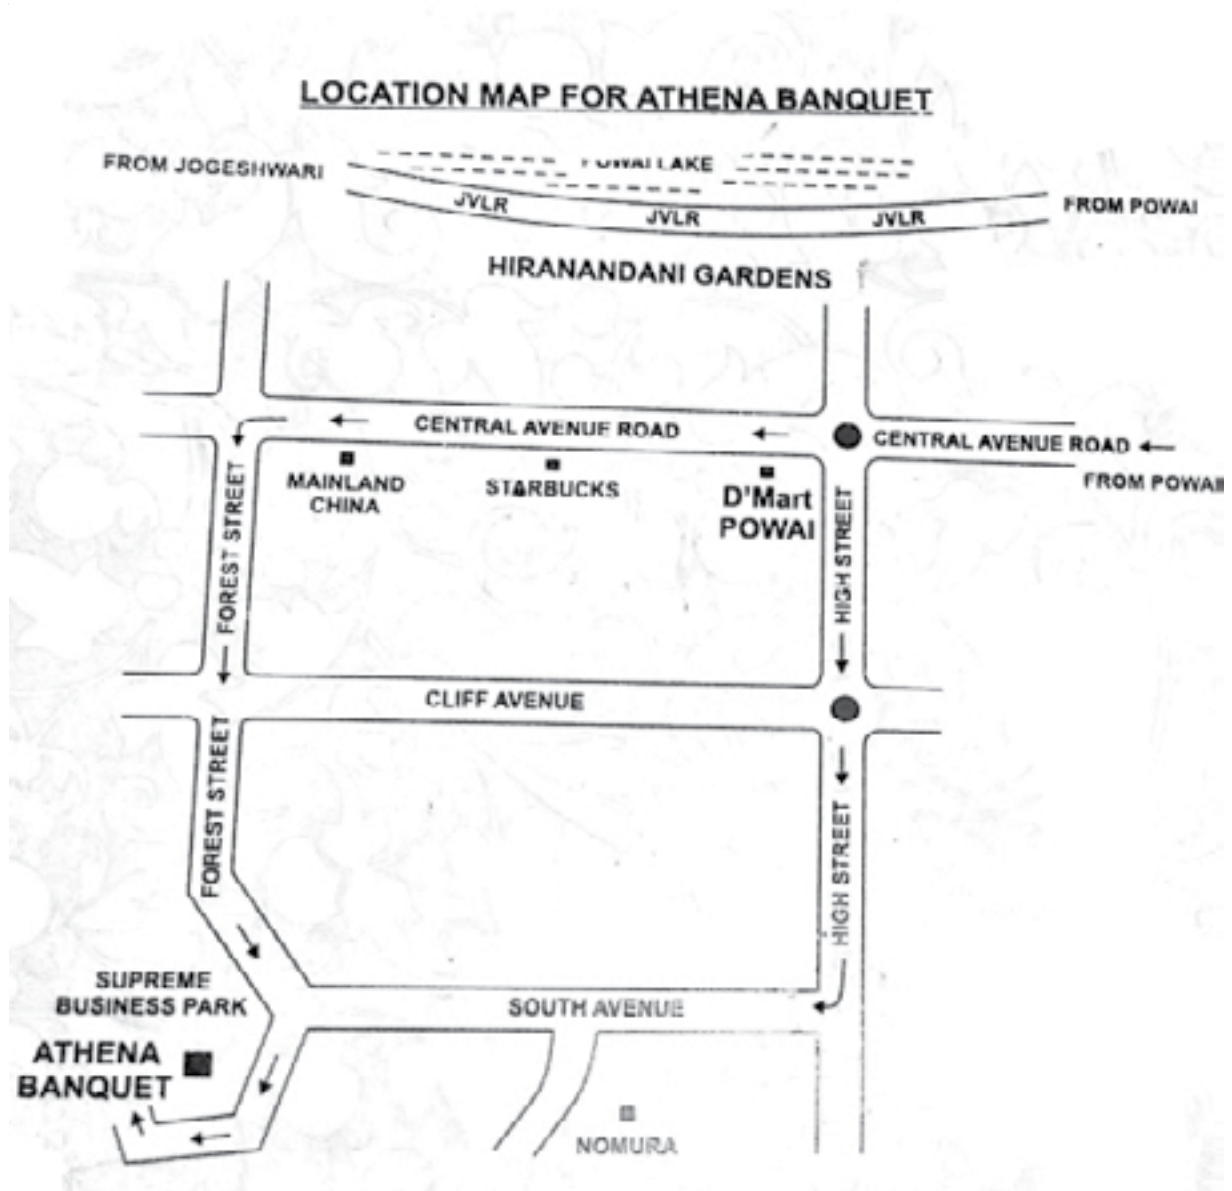 LOCATION MAP FOR ATHENA BANQUET
FROM JOGESHWARI
POWAI LAKE
JVLR
JVLR
JVLR
FROM POWAI
HIRANANDANI GARDENS
CENTRAL AVENUE ROAD
CENTRAL AVENUE ROAD
FROM POWAI
MAINLAND
CHINA
STARBUCKS
D'Mart
POWAI
FOREST STREET
HIGH STREET
CLIFF AVENUE
FOREST STREET
HIGH STREET
SUPREME
BUSINESS PARK
SOUTH AVENUE
ATHENA
BANQUET
NOMURA